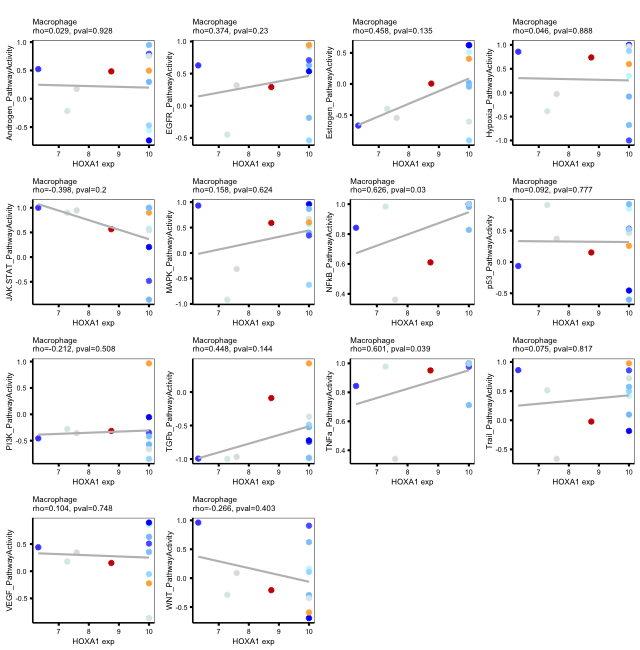 Macrophage
rho=0.029, pval=0.928
Androgen_PathwayActivity
1.0
0.5
0.0
-0.5
7 8 9 10
HOXA1 exp
Macrophage
rho=0.374, pval=0.23
EGFR_PathwayActivity
1.0
0.5
0.0
-0.5
7 8 9 10
HOXA1 exp
Macrophage
rho=0.458, pval=0.135
Estrogen_PathwayActivity
0.5
0.0
-0.5
7 8 9 10
HOXA1 exp
Macrophage
rho=0.046, pval=0.888
Hypoxia_PathwayActivity
1.0
0.5
0.0
-0.5
-1.0
7 8 9 10
HOXA1 exp
Macrophage
rho=-0.398, pval=0.2
JAK.STAT_PathwayActivity
1.0
0.5
0.0
-0.5
7 8 9 10
HOXA1 exp
Macrophage
rho=0.158, pval=0.624
MAPK_PathwayActivity
1.0
0.5
0.0
-0.5
-1.0
7 8 9 10
HOXA1 exp
Macrophage
rho=0.626, pval=0.03
NFkB_PathwayActivity
1.0
0.8
0.6
0.4
7 8 9 10
HOXA1 exp
Macrophage
rho=0.092, pval=0.777
p53_PathwayActivity
1.0
0.5
0.0
-0.5
7 8 9 10
HOXA1 exp
Macrophage
rho=-0.212, pval=0.508
PI3K_PathwayActivity
1.0
0.5
0.0
-0.5
7 8 9 10
HOXA1 exp
Macrophage
rho=0.448, pval=0.144
TGFb_PathwayActivity
0.0
-0.5
-1.0
7 8 9 10
HOXA1 exp
Macrophage
rho=0.601, pval=0.039
TNFa_PathwayActivity
1.0
0.8
0.6
0.4
7 8 9 10
HOXA1 exp
Macrophage
rho=0.075, pval=0.817
Trail_PathwayActivity
1.0
0.5
0.0
-0.5
7 8 9 10
HOXA1 exp
Macrophage
rho=0.104, pval=0.748
VEGF_PathwayActivity
0.5
0.0
-0.5
7 8 9 10
HOXA1 exp
Macrophage
rho=-0.266, pval=0.403
WNT_PathwayActivity
1.0
0.5
0.0
-0.5
7 8 9 10
HOXA1 exp